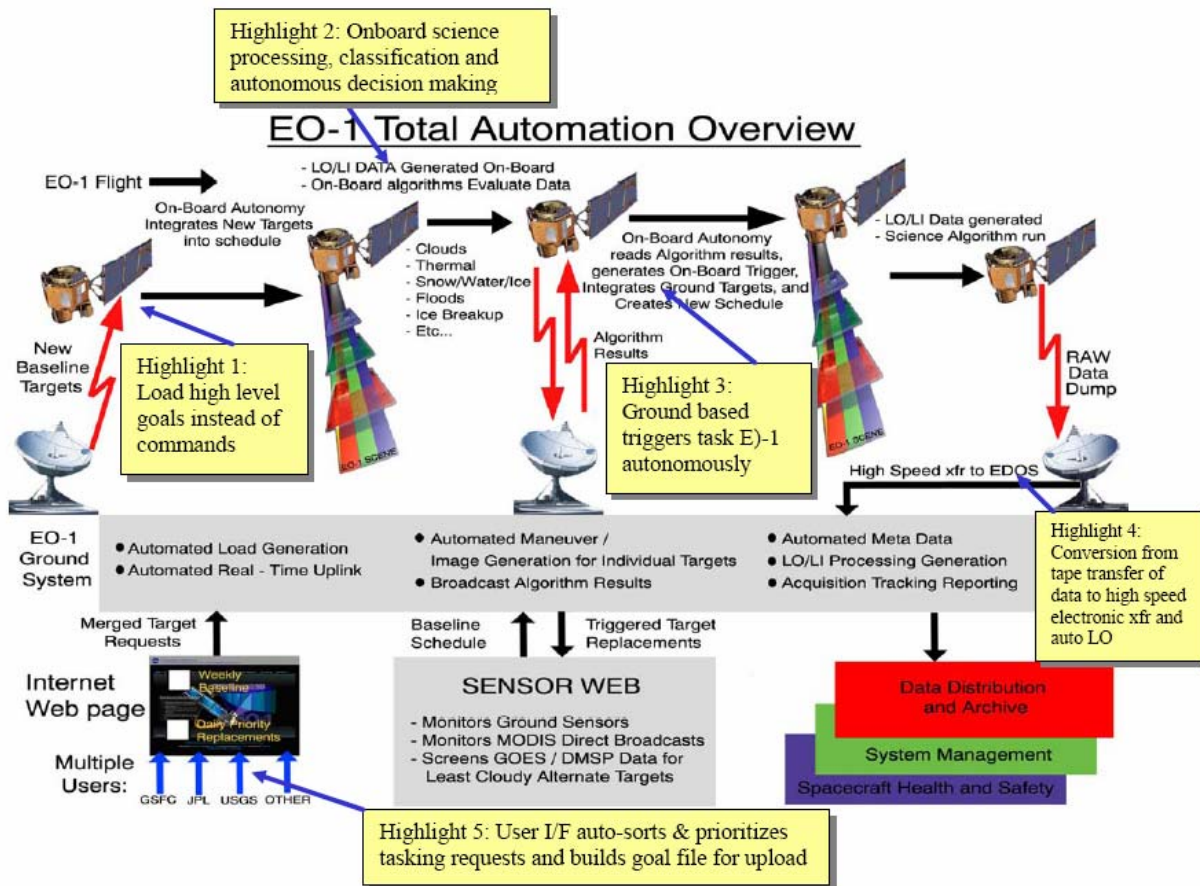 Highlight 2: Onboard science
processing, classification and
autonomous decision making
EO-1 Total Automation Overview
EO-1 Flight
- LO/LI DATA Generated On-Board
- On-Board algorithms Evaluate Data
On-Board Autonomy
Integrates New Targets
into schedule
- Clouds
- Thermal
- Snow/Water/Ice
- Floods
- Ice Breakup
- Etc...
On-Board Autonomy
reads Algorithm results,
generates On-Board Trigger,
Integrates Ground Targets, and
Creates New Schedule
- LO/LI Data generated
- Science Algorithm run
New
Baseline
Targets
Highlight 1:
Load high level
goals instead of
commands
EO-1 SCENE
Algorithm
Results
Highlight 3:
Ground based
triggers task E)-1
autonomously
EO-1 SCENE
RAW
Data
Dump
High Speed xfr to EDOS
Highlight 4:
Conversion from
tape transfer of
data to high speed
electronic xfr and
auto LO
EO-1
Ground
System
● Automated Load Generation
● Automated Real - Time Uplink
● Automated Maneuver /
Image Generation for Individual Targets
● Broadcast Algorithm Results
● Automated Meta Data
● LO/LI Processing Generation
● Acquisition Tracking Reporting
Merged Target
Requests
Baseline
Schedule
Triggered Target
Replacements
Internet
Web page
Weekly
Baseline
Daily Priority
Replacements
Multiple
Users:
GSFC JPL USGS OTHER
SENSOR WEB
- Monitors Ground Sensors
- Monitors MODIS Direct Broadcasts
- Screens GOES / DMSP Data for
Least Cloudy Alternate Targets
Data Distribution
and Archive
System Management
Spacecraft Health and Safety
Highlight 5: User I/F auto-sorts & prioritizes
tasking requests and builds goal file for upload